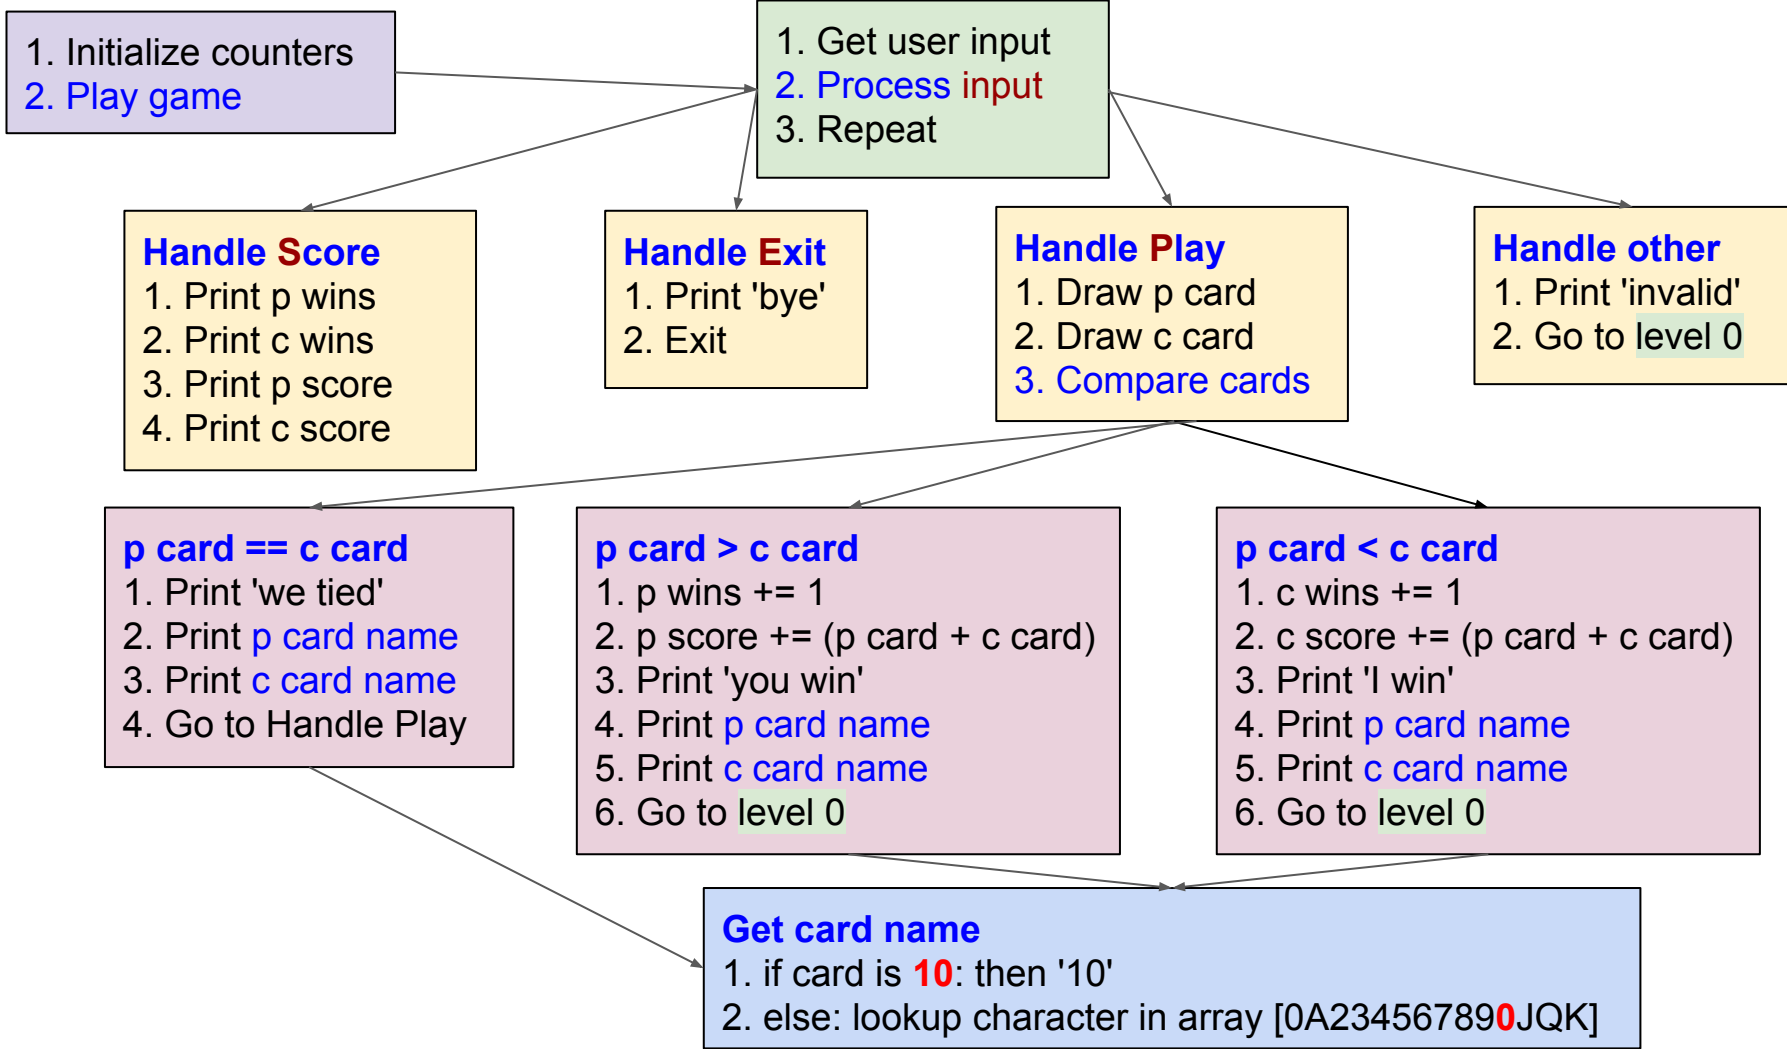 1. Initialize counters
2. Play game
1. Get user input
2. Process input
3. Repeat
Handle Score
1. Print p wins
2. Print c wins
3. Print p score
4. Print c score
Handle Exit
1. Print 'bye'
2. Exit
Handle Play
1. Draw p card
2. Draw c card
3. Compare cards
Handle other
1. Print 'invalid'
2. Go to level 0
p card == c card
1. Print 'we tied'
2. Print p card name
3. Print c card name
4. Go to Handle Play
p card > c card
1. p wins += 1
2. p score += (p card + c card)
3. Print 'you win'
4. Print p card name
5. Print c card name
6. Go to level 0
p card < c card
1. c wins += 1
2. c score += (p card + c card)
3. Print 'I win'
4. Print p card name
5. Print c card name
6. Go to level 0
Get card name
1. if card is 10: then '10'
2. else: lookup character in array [0A234567890JQK]